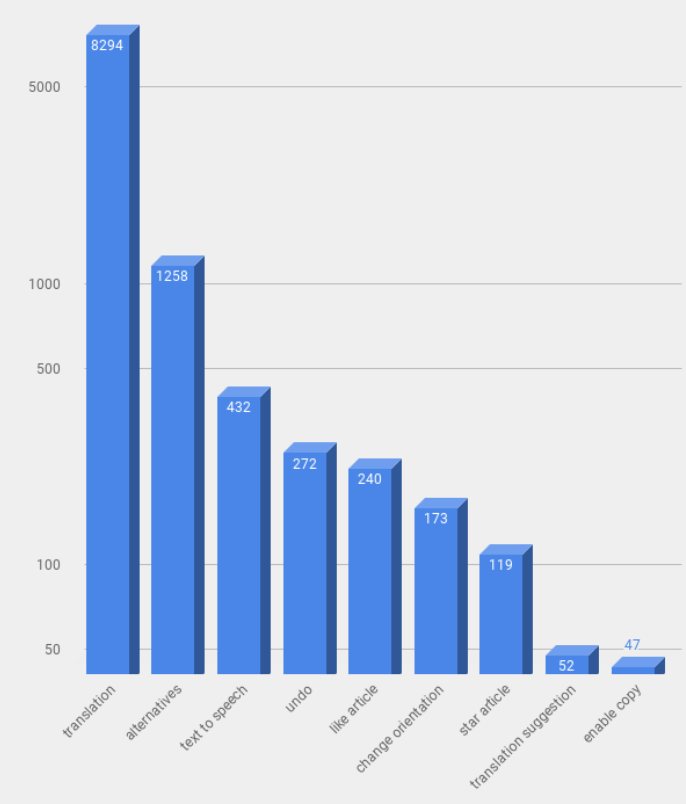 8294
5000
1258
1000
500
432
272
240
173
119
100
50
52
47
translation
alternatives
text to speech
undo
like article
change orientation
star article
translation suggestion
enable copy